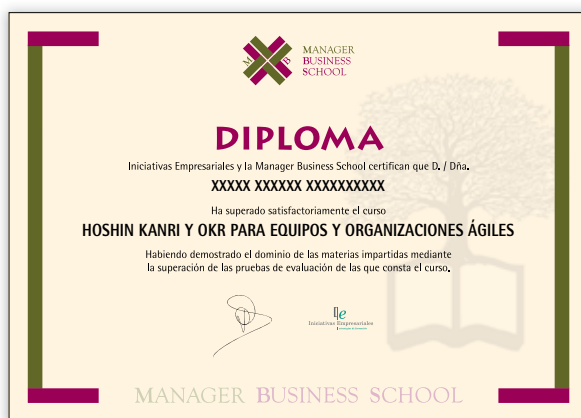 M B
MANAGER
BUSINESS
SCHOOL
DIPLOMA
Iniciativas Empresariales y la Manager Business School certifican que D. / Dña.
XXXXX XXXXXX XXXXXXXXXX
Ha superado satisfactoriamente el curso
HOSHIN KANRI Y OKR PARA EQUIPOS Y ORGANIZACIONES ÁGILES
Habiendo demostrado el dominio de las materias impartidas mediante
la superación de las pruebas de evaluación de las que consta el curso.
Ie
Iniciativas Empresariales
MANAGER BUSINESS SCHOOL